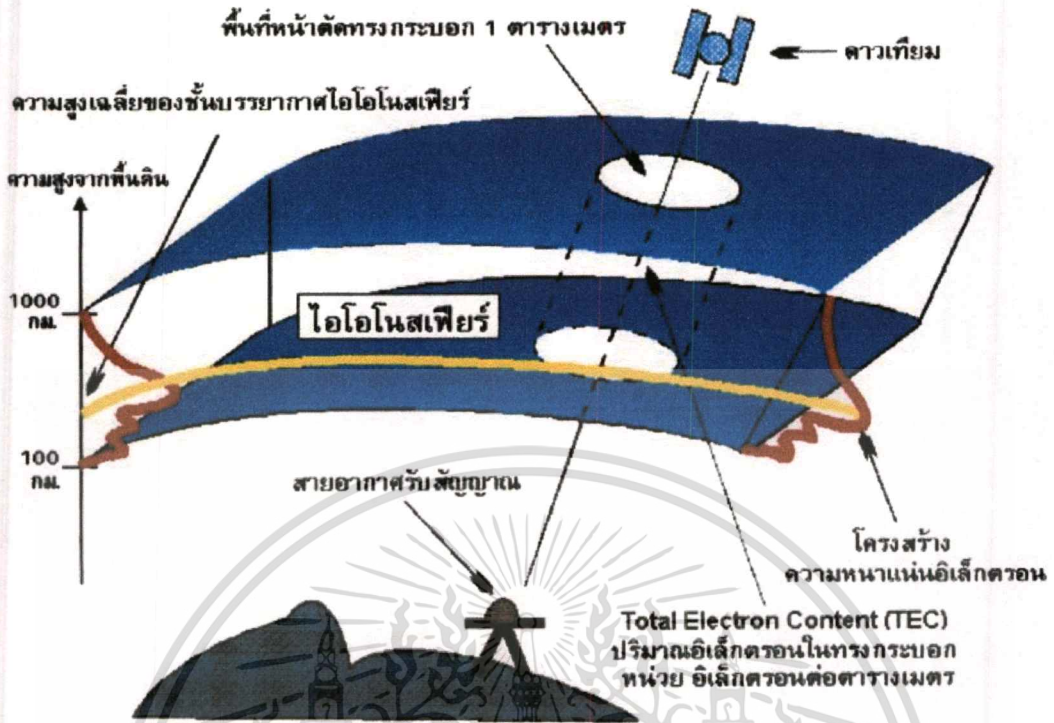 พื้นที่หน้าตัดทรงกระบอก 1 ตารางเมตร
ดาวเทียม
ความสูงเฉลี่ยของชั้นบรรยากาศไอโอโนสเฟียร์
ความสูงจากพื้นดิน
1000
กม.
ไอโอโนสเฟียร์
100
กม.
สายอากาศรับสัญญาณ
โครงสร้าง
ความหนาแน่นอิเล็กตรอน
Total Electron Content (TEC)
ปริมาณอิเล็กตรอนในทรงกระบอก
หน่วย อิเล็กตรอนต่อตารางเมตร